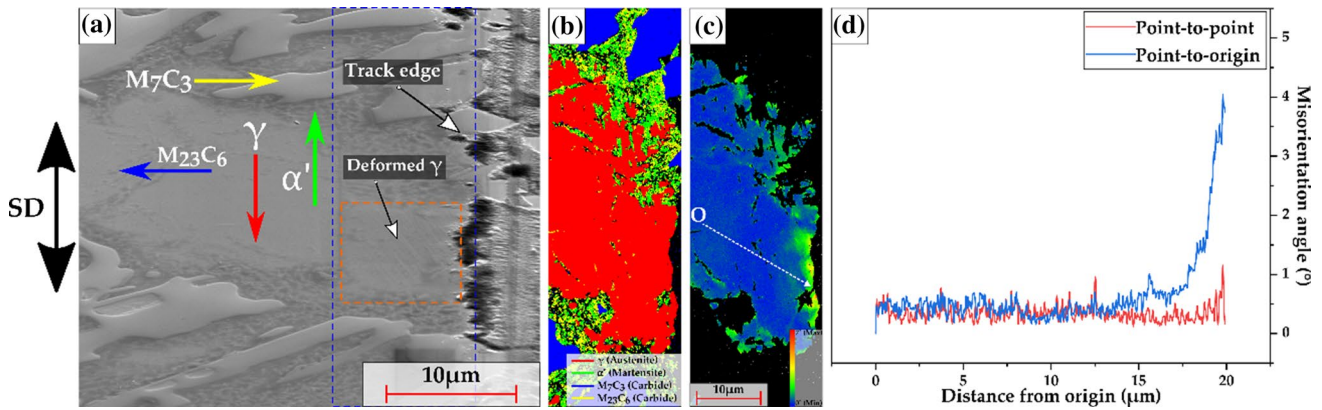 (a)
M7C3
Track edge
γ
M23C6
α'
Deformed γ
SD
10μm
(b)
γ (Austenite)
α' (Martensite)
M7C3 (Carbide)
M23C6 (Carbide)
(c)
O
10μm
(d)
Point-to-point
Point-to-origin
5
4
3
2
1
0
Misorientation angle (°)
0 5 10 15 20
Distance from origin (μm)